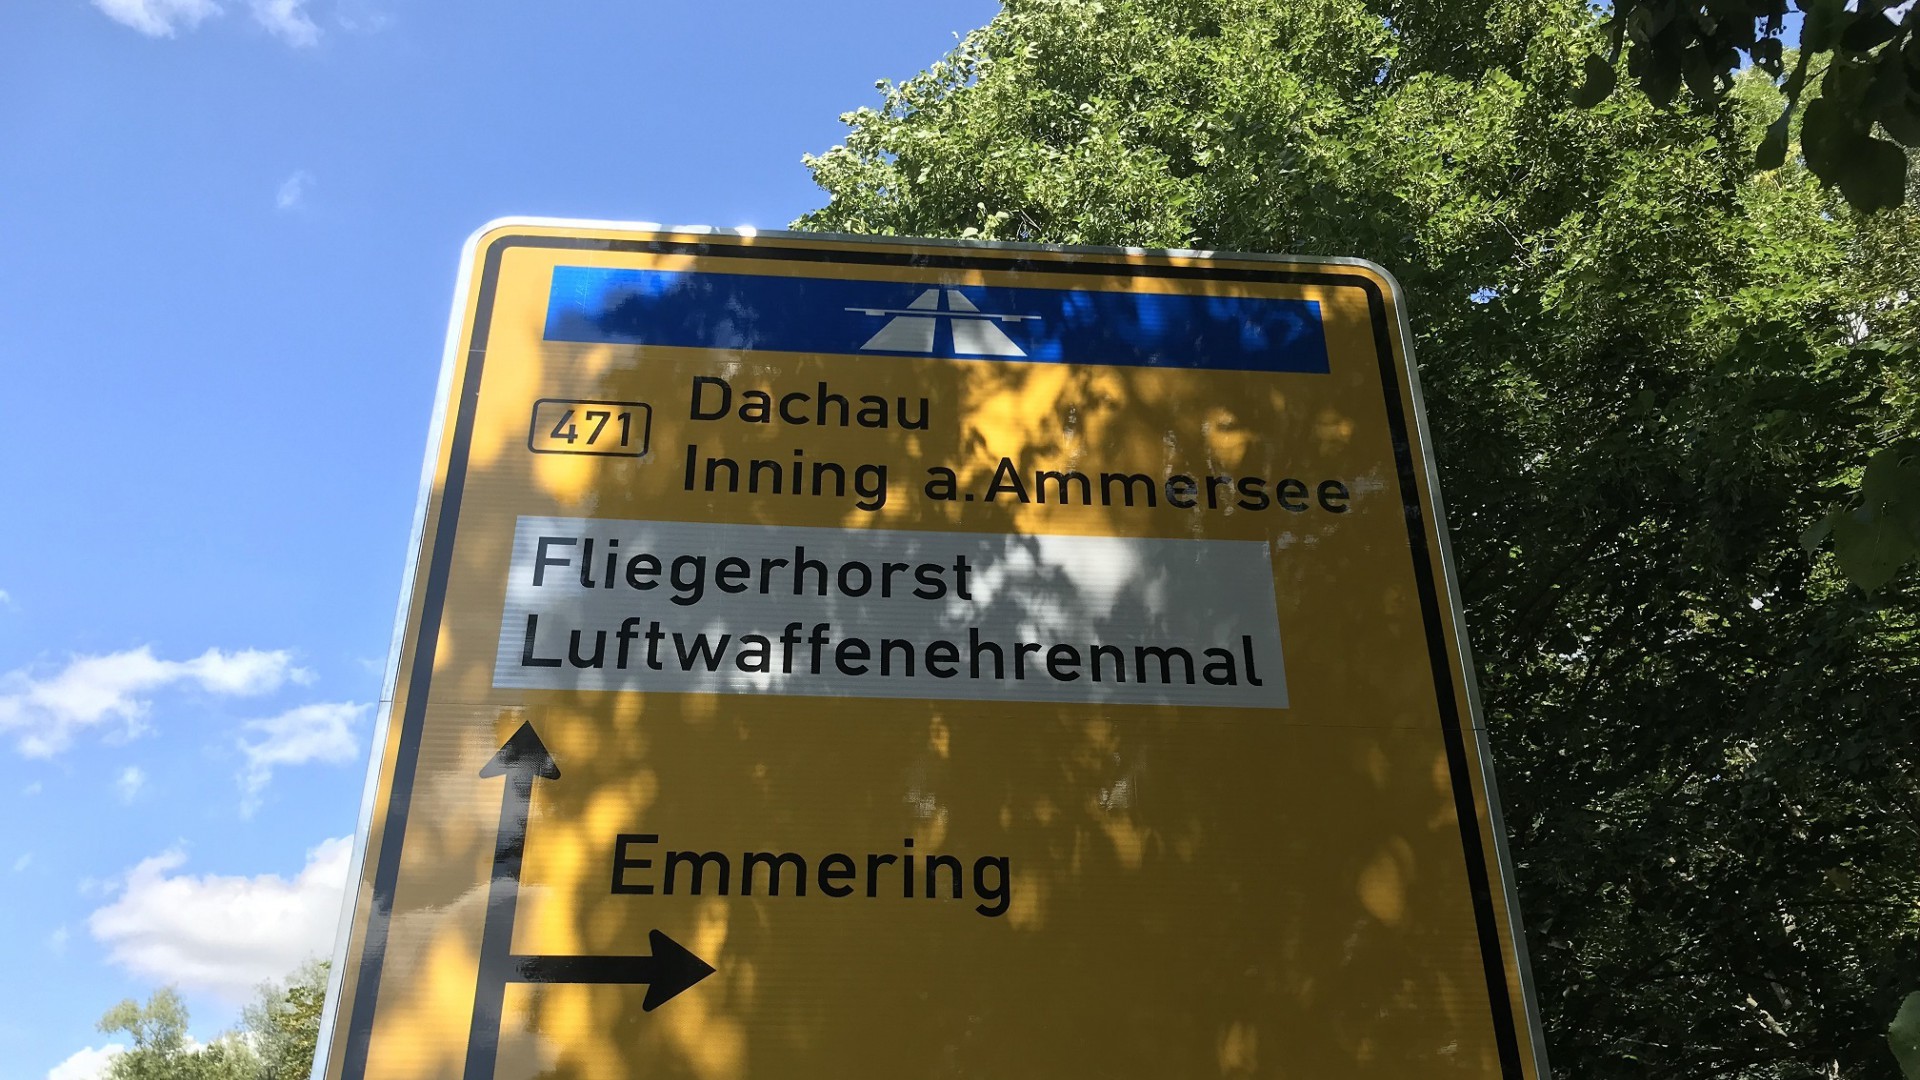 471
Dachau
Inning a.Ammersee
Fliegerhorst
Luftwaffenehrenmal
Emmering